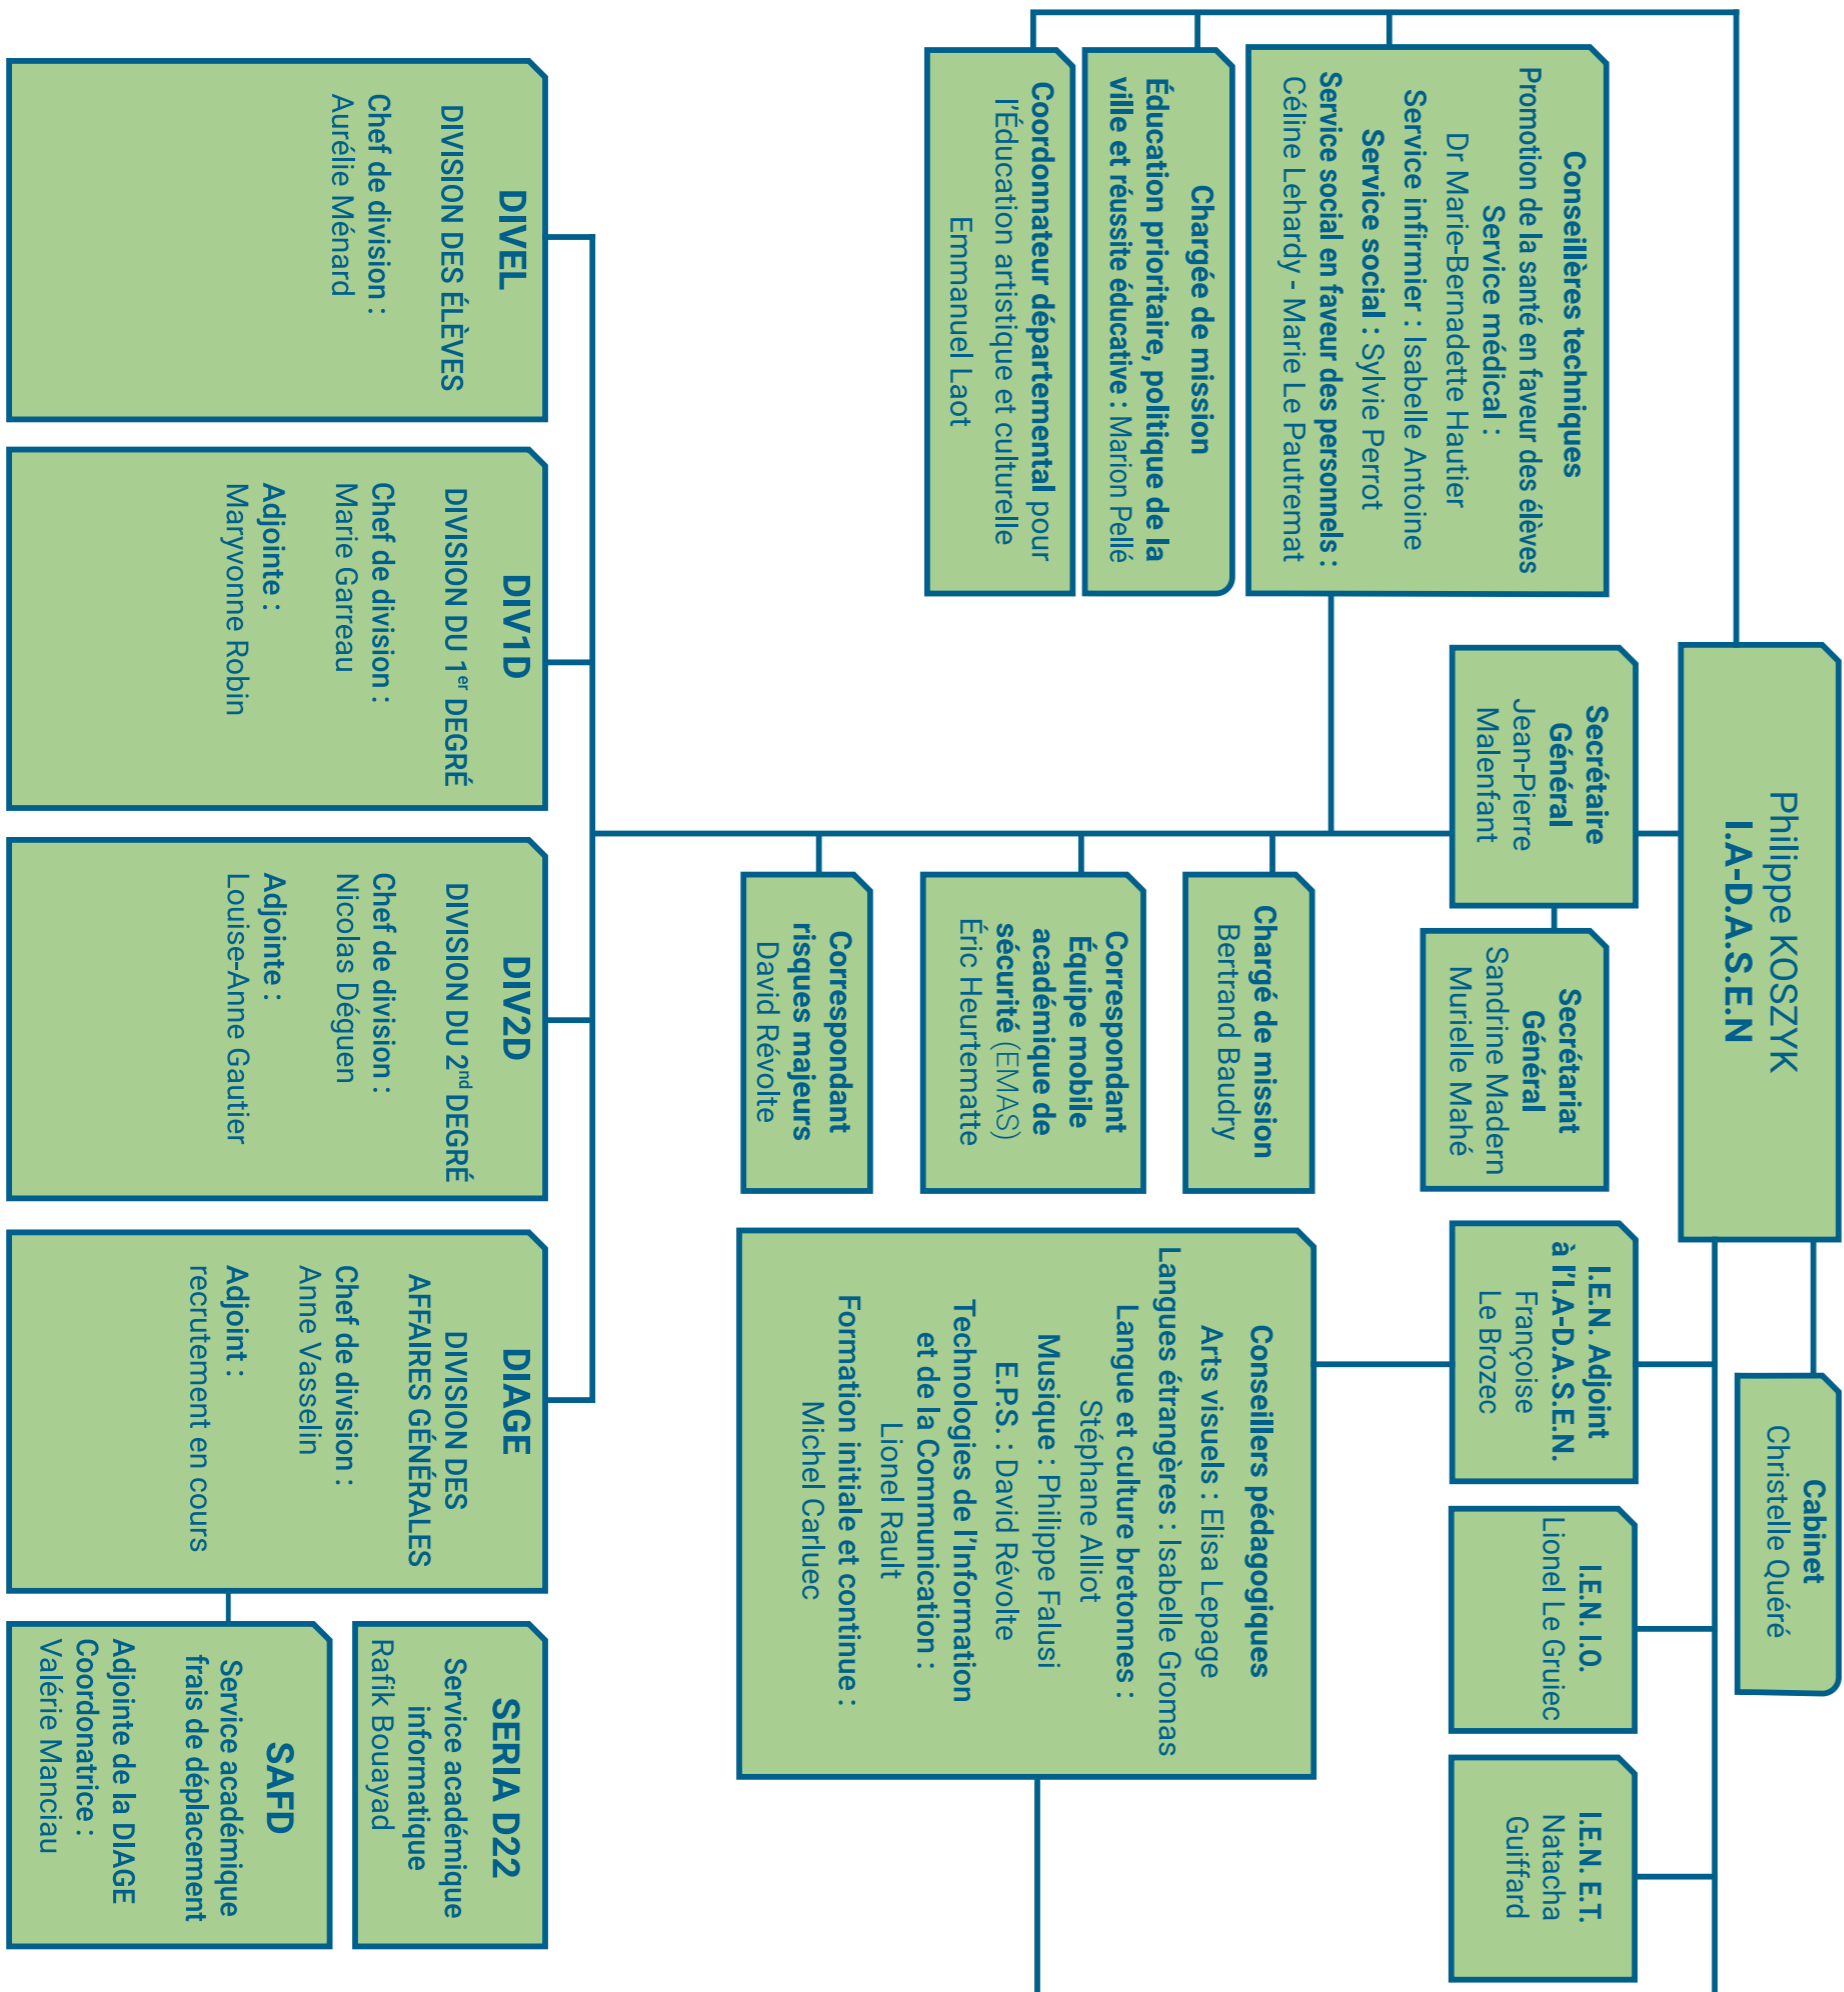 Philippe KOSZYK
I.A-D.A.S.E.N
Cabinet
Christelle Quéré
Conseillères techniques
Promotion de la santé en faveur des élèves
Service médical :
Dr Marie-Bernadette Hautier
Service infirmier : Isabelle Antoine
Service social : Sylvie Perrot
Service social en faveur des personnels :
Céline Lehardy - Marie Le Pautremat
Chargée de mission
Éducation prioritaire, politique de la
ville et réussite éducative : Marion Pellé
Coordonnateur départemental pour
l'Éducation artistique et culturelle
Emmanuel Laot
Secrétaire
Général
Jean-Pierre
Malenfant
Secrétariat
Général
Sandrine Madern
Murielle Mahé
I.E.N. Adjoint
à l'I.A-D.A.S.E.N.
Françoise
Le Brozec
I.E.N. I.O.
Lionel Le Gruiec
I.E.N. E.T.
Natacha
Guiffard
Chargé de mission
Bertrand Baudry
Correspondant
Équipe mobile
académique de
sécurité (EMAS)
Éric Heurtematte
Correspondant
risques majeurs
David Révolte
Conseillers pédagogiques
Arts visuels : Elisa Lepage
Langues étrangères : Isabelle Gromas
Langue et culture bretonnes :
Stéphane Alliot
Musique : Philippe Falusi
E.P.S. : David Révolte
Technologies de l'Information
et de la Communication :
Lionel Rault
Formation initiale et continue :
Michel Carluec
DIVEL
DIVISION DES ÉLÈVES
Chef de division :
Aurélie Ménard
DIV1D
DIVISION DU 1er DEGRÉ
Chef de division :
Marie Garreau
Adjointe :
Maryvonne Robin
DIV2D
DIVISION DU 2nd DEGRÉ
Chef de division :
Nicolas Déguen
Adjointe :
Louise-Anne Gautier
DIAGE
DIVISION DES
AFFAIRES GÉNÉRALES
Chef de division :
Anne Vasselin
Adjoint :
recrutement en cours
SERIA D22
Service académique
informatique
Rafik Bouayad
SAFD
Service académique
frais de déplacement
Adjointe de la DIAGE
Coordonatrice :
Valérie Manciau